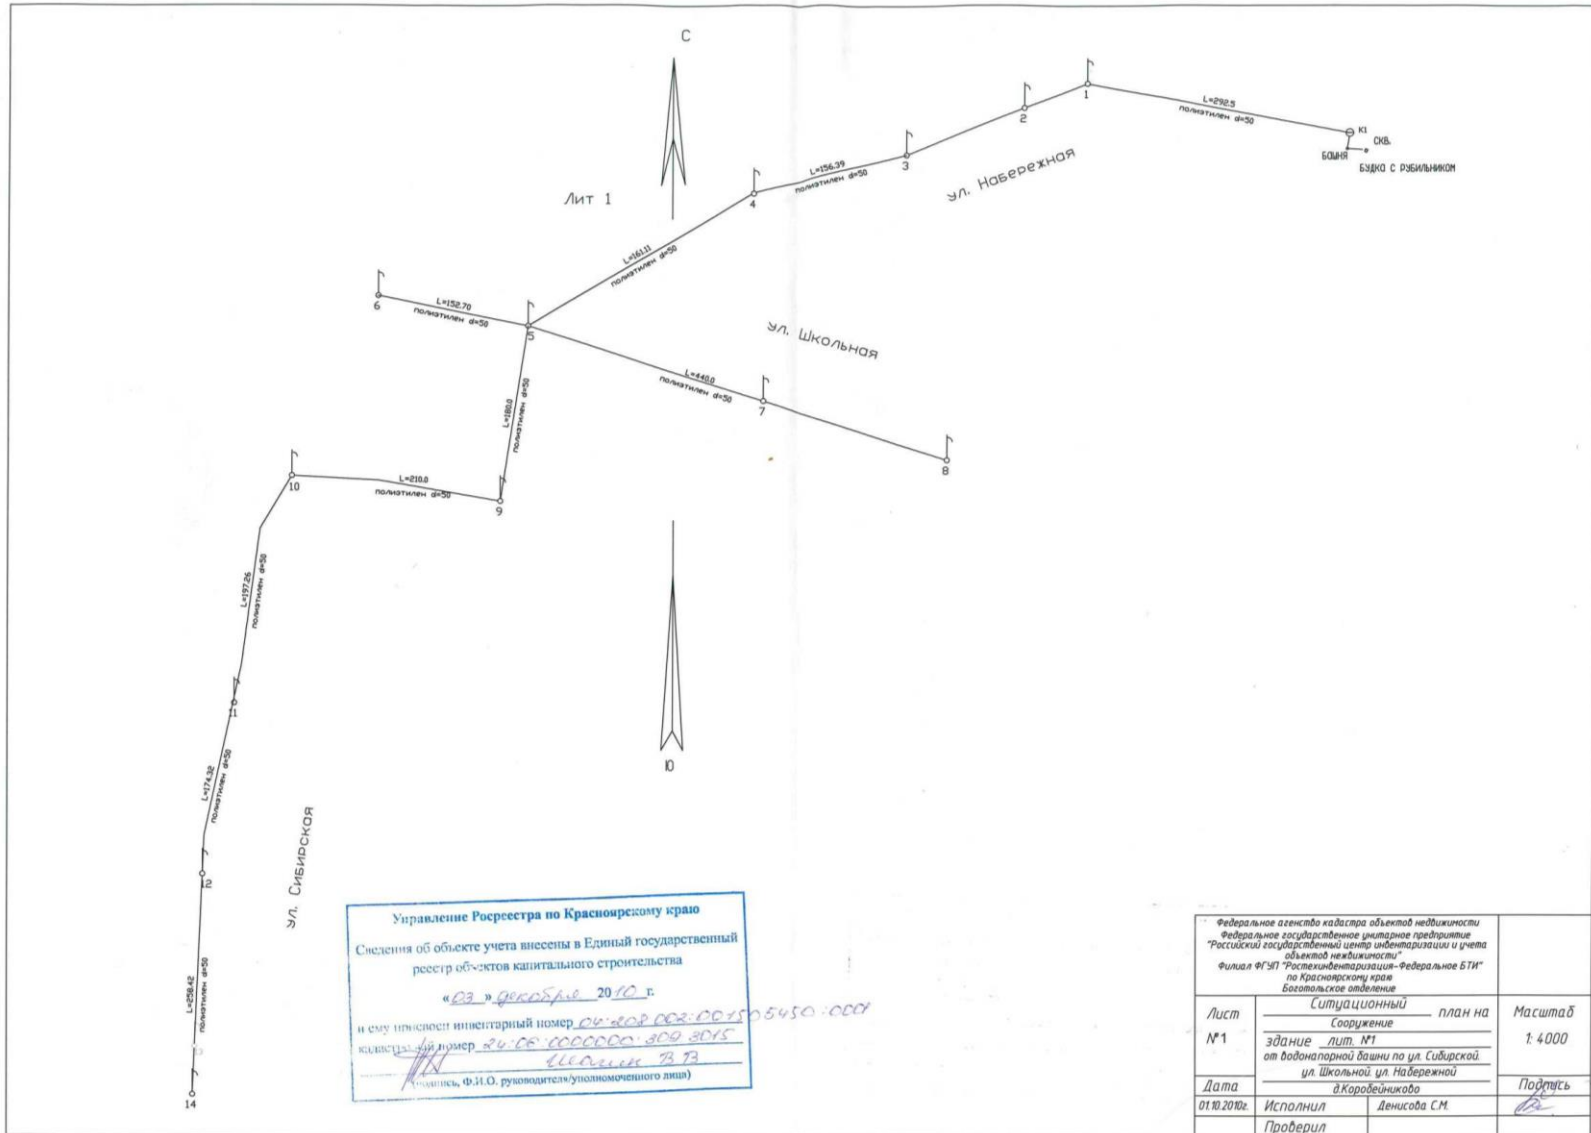 С
L=292.5
полиэтилен d=50
1
2
К1
СКВ.
БАШНЯ
БУДКА С РУБИЛЬНИКОМ
3
L=156.39
полиэтилен d=50
ул. Набережная
4
Лит 1
L=161.11
полиэтилен d=50
6
L=152.70
полиэтилен d=50
5
ул. Школьная
L=440.0
полиэтилен d=50
7
8
L=180.0
полиэтилен d=50
10
L=210.0
полиэтилен d=50
9
L=197.26
полиэтилен d=50
11
Ю
L=174.32
полиэтилен d=50
12
ул. Сибирская
L=258.42
полиэтилен d=50
14
Управление Росреестра по Красноярскому краю
Сведения об объекте учета внесены в Единый государственный
реестр объектов капитального строительства
«03» декабря 2010 г.
и ему присвоен инвентарный номер 04:208:002:001505450:0001
кадастровый номер 24:06:0000000:309 3015
В.В
(подпись, Ф.И.О. руководителя/уполномоченного лица)
Федеральное агенство кадастра объектов недвижимости
Федеральное государственное унитарное предприятие
"Российский государственный центр инвентаризации и учета
объектов нежвижимости"
Филиал ФГУП "Ростехинвентаризация-Федеральное БТИ"
по Красноярскому краю
Боготольское отделение
Лист Ситуационный план на Масштаб
Сооружение
№1 здание лит. №1 1: 4000
от водонапорной башни по ул. Сибирской.
ул. Школьной. ул. Набережной
Дата д.Коробейниково Подпись
01.10.2010г. Исполнил Денисова С.М.
Проверил